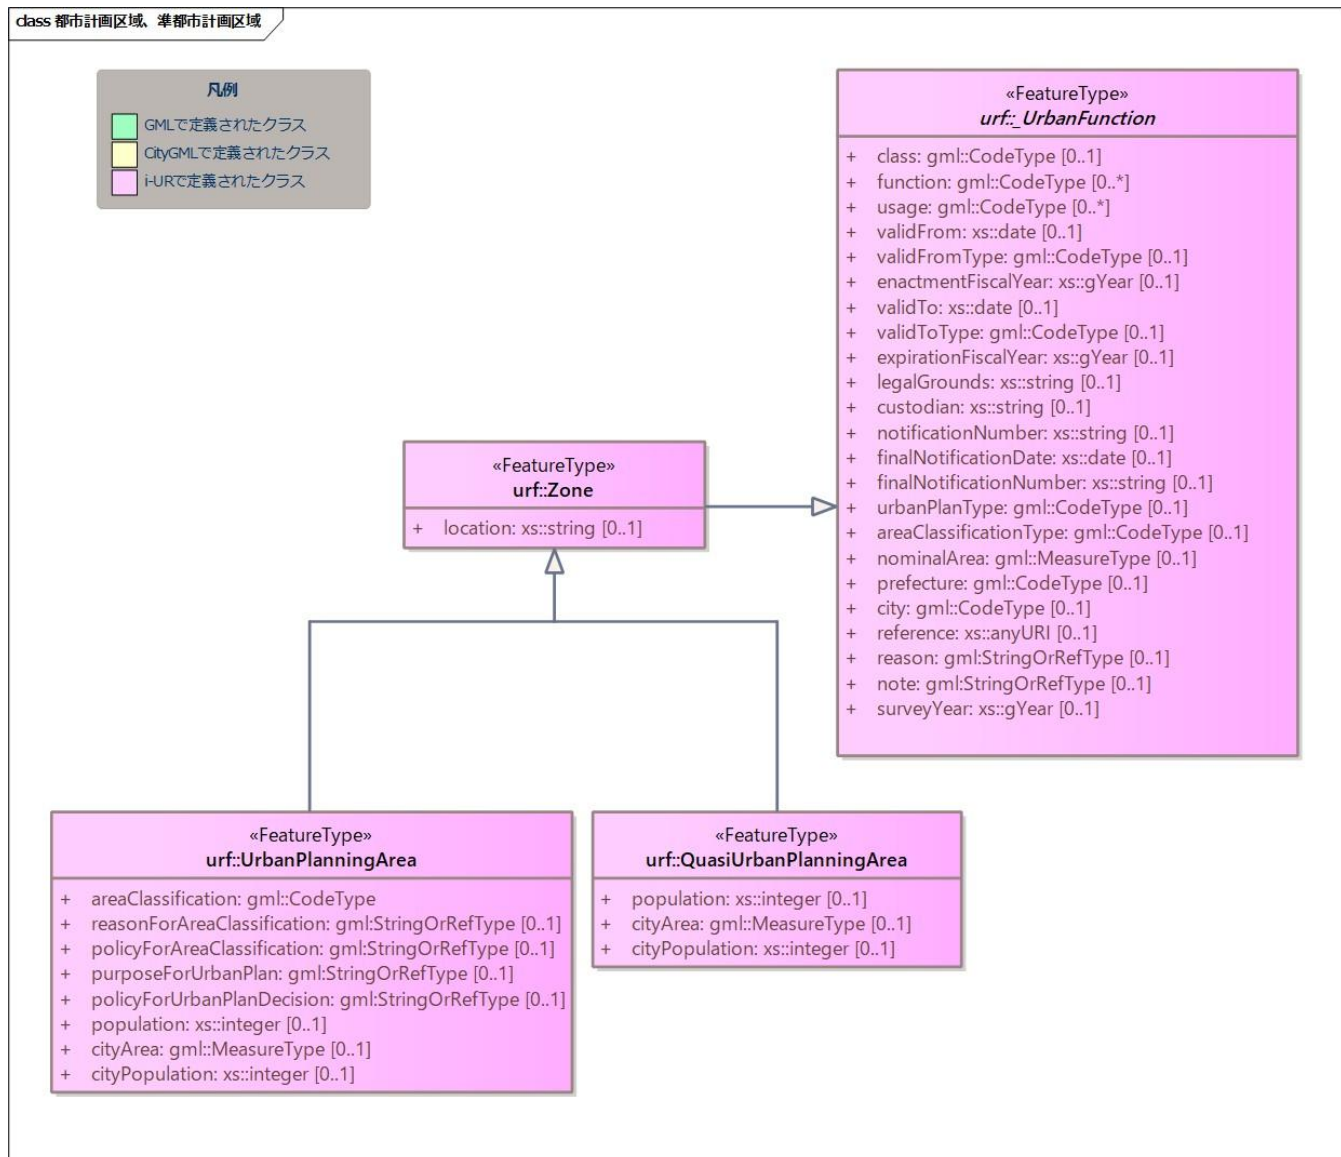 class 都市計画区域、準都市計画区域
凡例
GMLで定義されたクラス
CityGMLで定義されたクラス
i-URで定義されたクラス
«FeatureType»
urf::_UrbanFunction
+ class: gml::CodeType [0..1]
+ function: gml::CodeType [0..*]
+ usage: gml::CodeType [0..*]
+ validFrom: xs::date [0..1]
+ validFromType: gml::CodeType [0..1]
+ enactmentFiscalYear: xs::gYear [0..1]
+ validTo: xs::date [0..1]
+ validToType: gml::CodeType [0..1]
+ expirationFiscalYear: xs::gYear [0..1]
+ legalGrounds: xs::string [0..1]
+ custodian: xs::string [0..1]
+ notificationNumber: xs::string [0..1]
+ finalNotificationDate: xs::date [0..1]
+ finalNotificationNumber: xs::string [0..1]
+ urbanPlanType: gml::CodeType [0..1]
+ areaClassificationType: gml::CodeType [0..1]
+ nominalArea: gml::MeasureType [0..1]
+ prefecture: gml::CodeType [0..1]
+ city: gml::CodeType [0..1]
+ reference: xs::anyURI [0..1]
+ reason: gml:StringOrRefType [0..1]
+ note: gml:StringOrRefType [0..1]
+ surveyYear: xs::gYear [0..1]
«FeatureType»
urf::Zone
+ location: xs::string [0..1]
«FeatureType»
urf::UrbanPlanningArea
+ areaClassification: gml::CodeType
+ reasonForAreaClassification: gml:StringOrRefType [0..1]
+ policyForAreaClassification: gml:StringOrRefType [0..1]
+ purposeForUrbanPlan: gml:StringOrRefType [0..1]
+ policyForUrbanPlanDecision: gml:StringOrRefType [0..1]
+ population: xs::integer [0..1]
+ cityArea: gml::MeasureType [0..1]
+ cityPopulation: xs::integer [0..1]
«FeatureType»
urf::QuasiUrbanPlanningArea
+ population: xs::integer [0..1]
+ cityArea: gml::MeasureType [0..1]
+ cityPopulation: xs::integer [0..1]